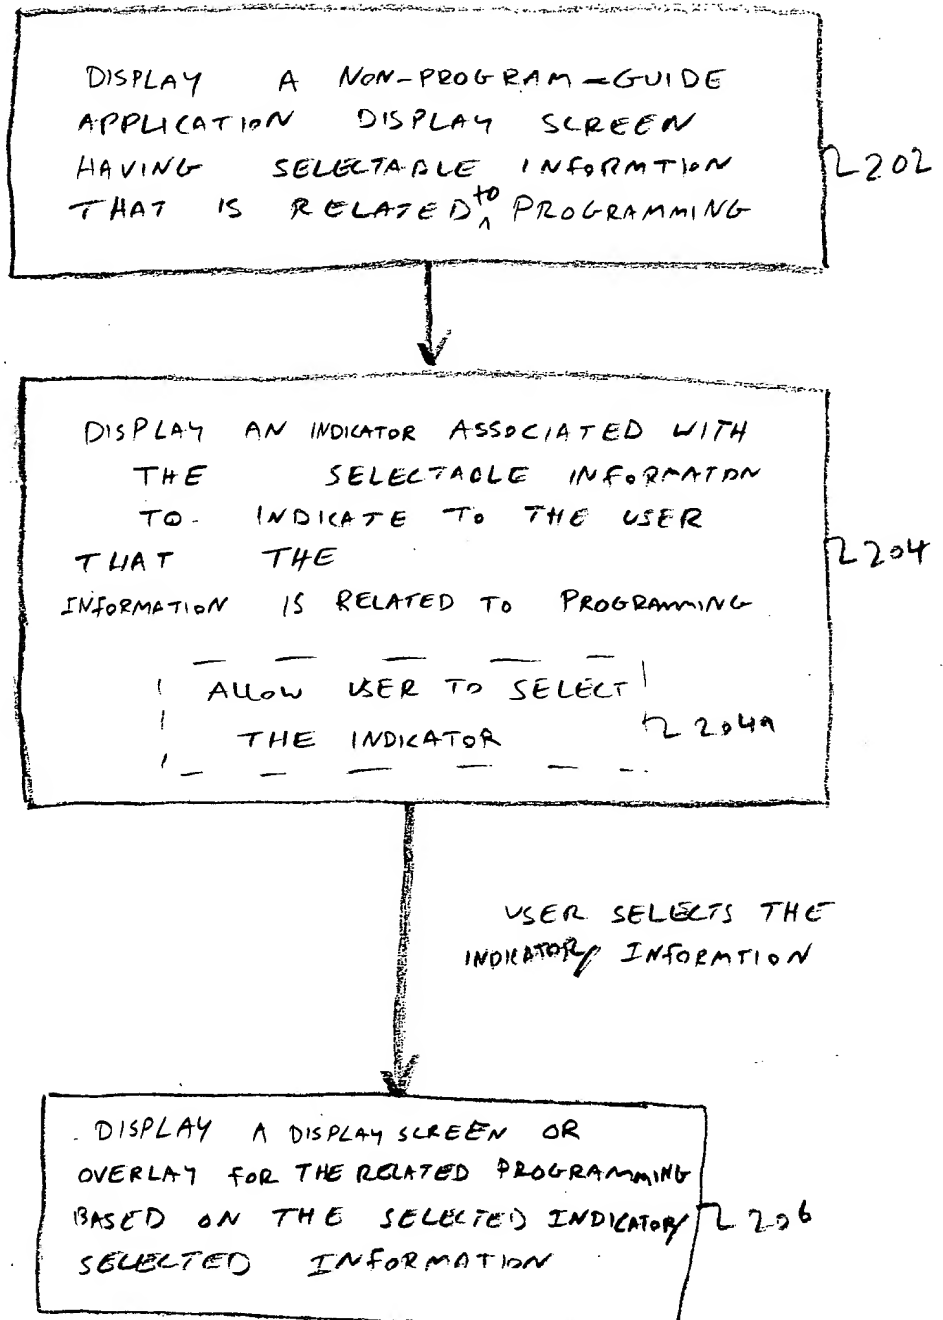 DISPLAY A NON-PROGRAM-GUIDE
APPLICATION DISPLAY SCREEN
HAVING SELECTABLE INFORMTION
THAT IS RELATED to PROGRAMMING
202
DISPLAY AN INDICATOR ASSOCIATED WITH
THE SELECTABLE INFORMATON
TO INDICATE TO THE USER
THAT THE
INFORMATION IS RELATED TO PROGRAMMING
204
ALLOW USER TO SELECT
THE INDICATOR
204a
USER SELECTS THE
INDICATOR/ INFORMTION
DISPLAY A DISPLAY SCREEN OR
OVERLAY FOR THE RELATED PROGRAMMING
BASED ON THE SELECTED INDICATOR/
SELECTED INFORMATION
206